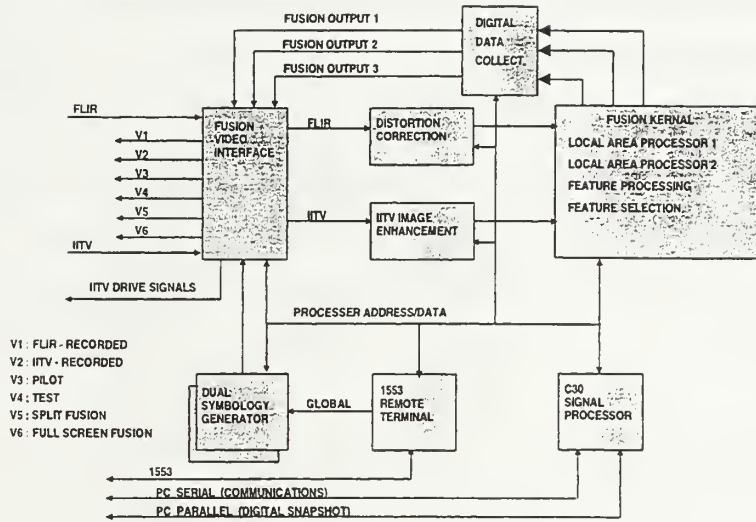 FUSION OUTPUT 1
FUSION OUTPUT 2
FUSION OUTPUT 3
DIGITAL
DATA
COLLECT.
FLIR
V1
V2
V3
V4
V5
V6
IITV
IITV DRIVE SIGNALS
FUSION
VIDEO
INTERFACE
FLIR
DISTORTION
CORRECTION
IITV
IITV IMAGE
ENHANCEMENT
FUSION KERNAL
LOCAL AREA PROCESSOR 1
LOCAL AREA PROCESSOR 2
FEATURE PROCESSING
FEATURE SELECTION
PROCESSER ADDRESS/DATA
V1 : FLIR - RECORDED
V2 : IITV - RECORDED
V3 : PILOT
V4 : TEST
V5 : SPLIT FUSION
V6 : FULL SCREEN FUSION
DUAL
SYMBOLOGY
GENERATOR
GLOBAL
1553
REMOTE
TERMINAL
C30
SIGNAL
PROCESSOR
1553
PC SERIAL (COMMUNICATIONS)
PC PARALLEL (DIGITAL SNAPSHOT)